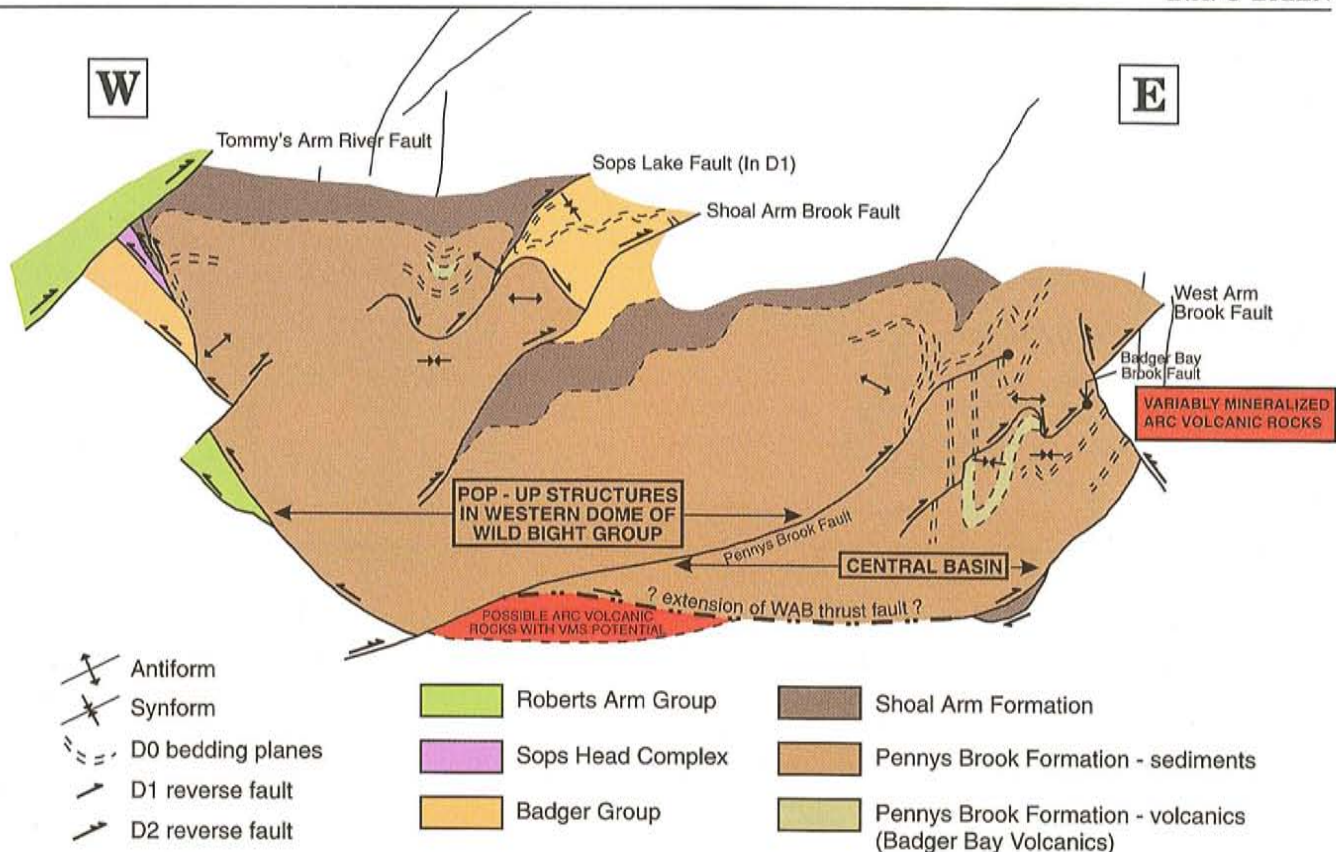 W
E
Tommy's Arm River Fault
Sops Lake Fault (In D1)
Shoal Arm Brook Fault
West Arm
Brook Fault
Badger Bay
Brook Fault
VARIABLY MINERALIZED
ARC VOLCANIC ROCKS
POP - UP STRUCTURES
IN WESTERN DOME OF
WILD BIGHT GROUP
Pennys Brook Fault
CENTRAL BASIN
? extension of WAB thrust fault ?
POSSIBLE ARC VOLCANIC
ROCKS WITH VMS POTENTIAL
Antiform
Synform
D0 bedding planes
D1 reverse fault
D2 reverse fault
Roberts Arm Group
Sops Head Complex
Badger Group
Shoal Arm Formation
Pennys Brook Formation - sediments
Pennys Brook Formation - volcanics
(Badger Bay Volcanics)